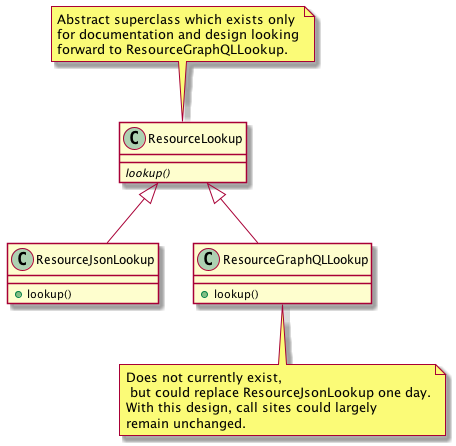 Abstract superclass which exists only
for documentation and design looking
forward to ResourceGraphQLLookup.
C ResourceLookup
lookup()
C ResourceJsonLookup
lookup()
C ResourceGraphQLLookup
lookup()
Does not currently exist,
but could replace ResourceJsonLookup one day.
With this design, call sites could largely
remain unchanged.